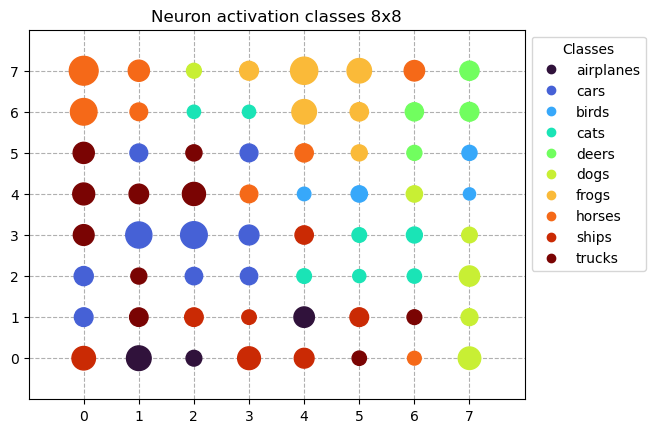 Neuron activation classes 8x8
7
6
5
4
3
2
1
0
0 1 2 3 4 5 6 7
Classes
airplanes
cars
birds
cats
deers
dogs
frogs
horses
ships
trucks